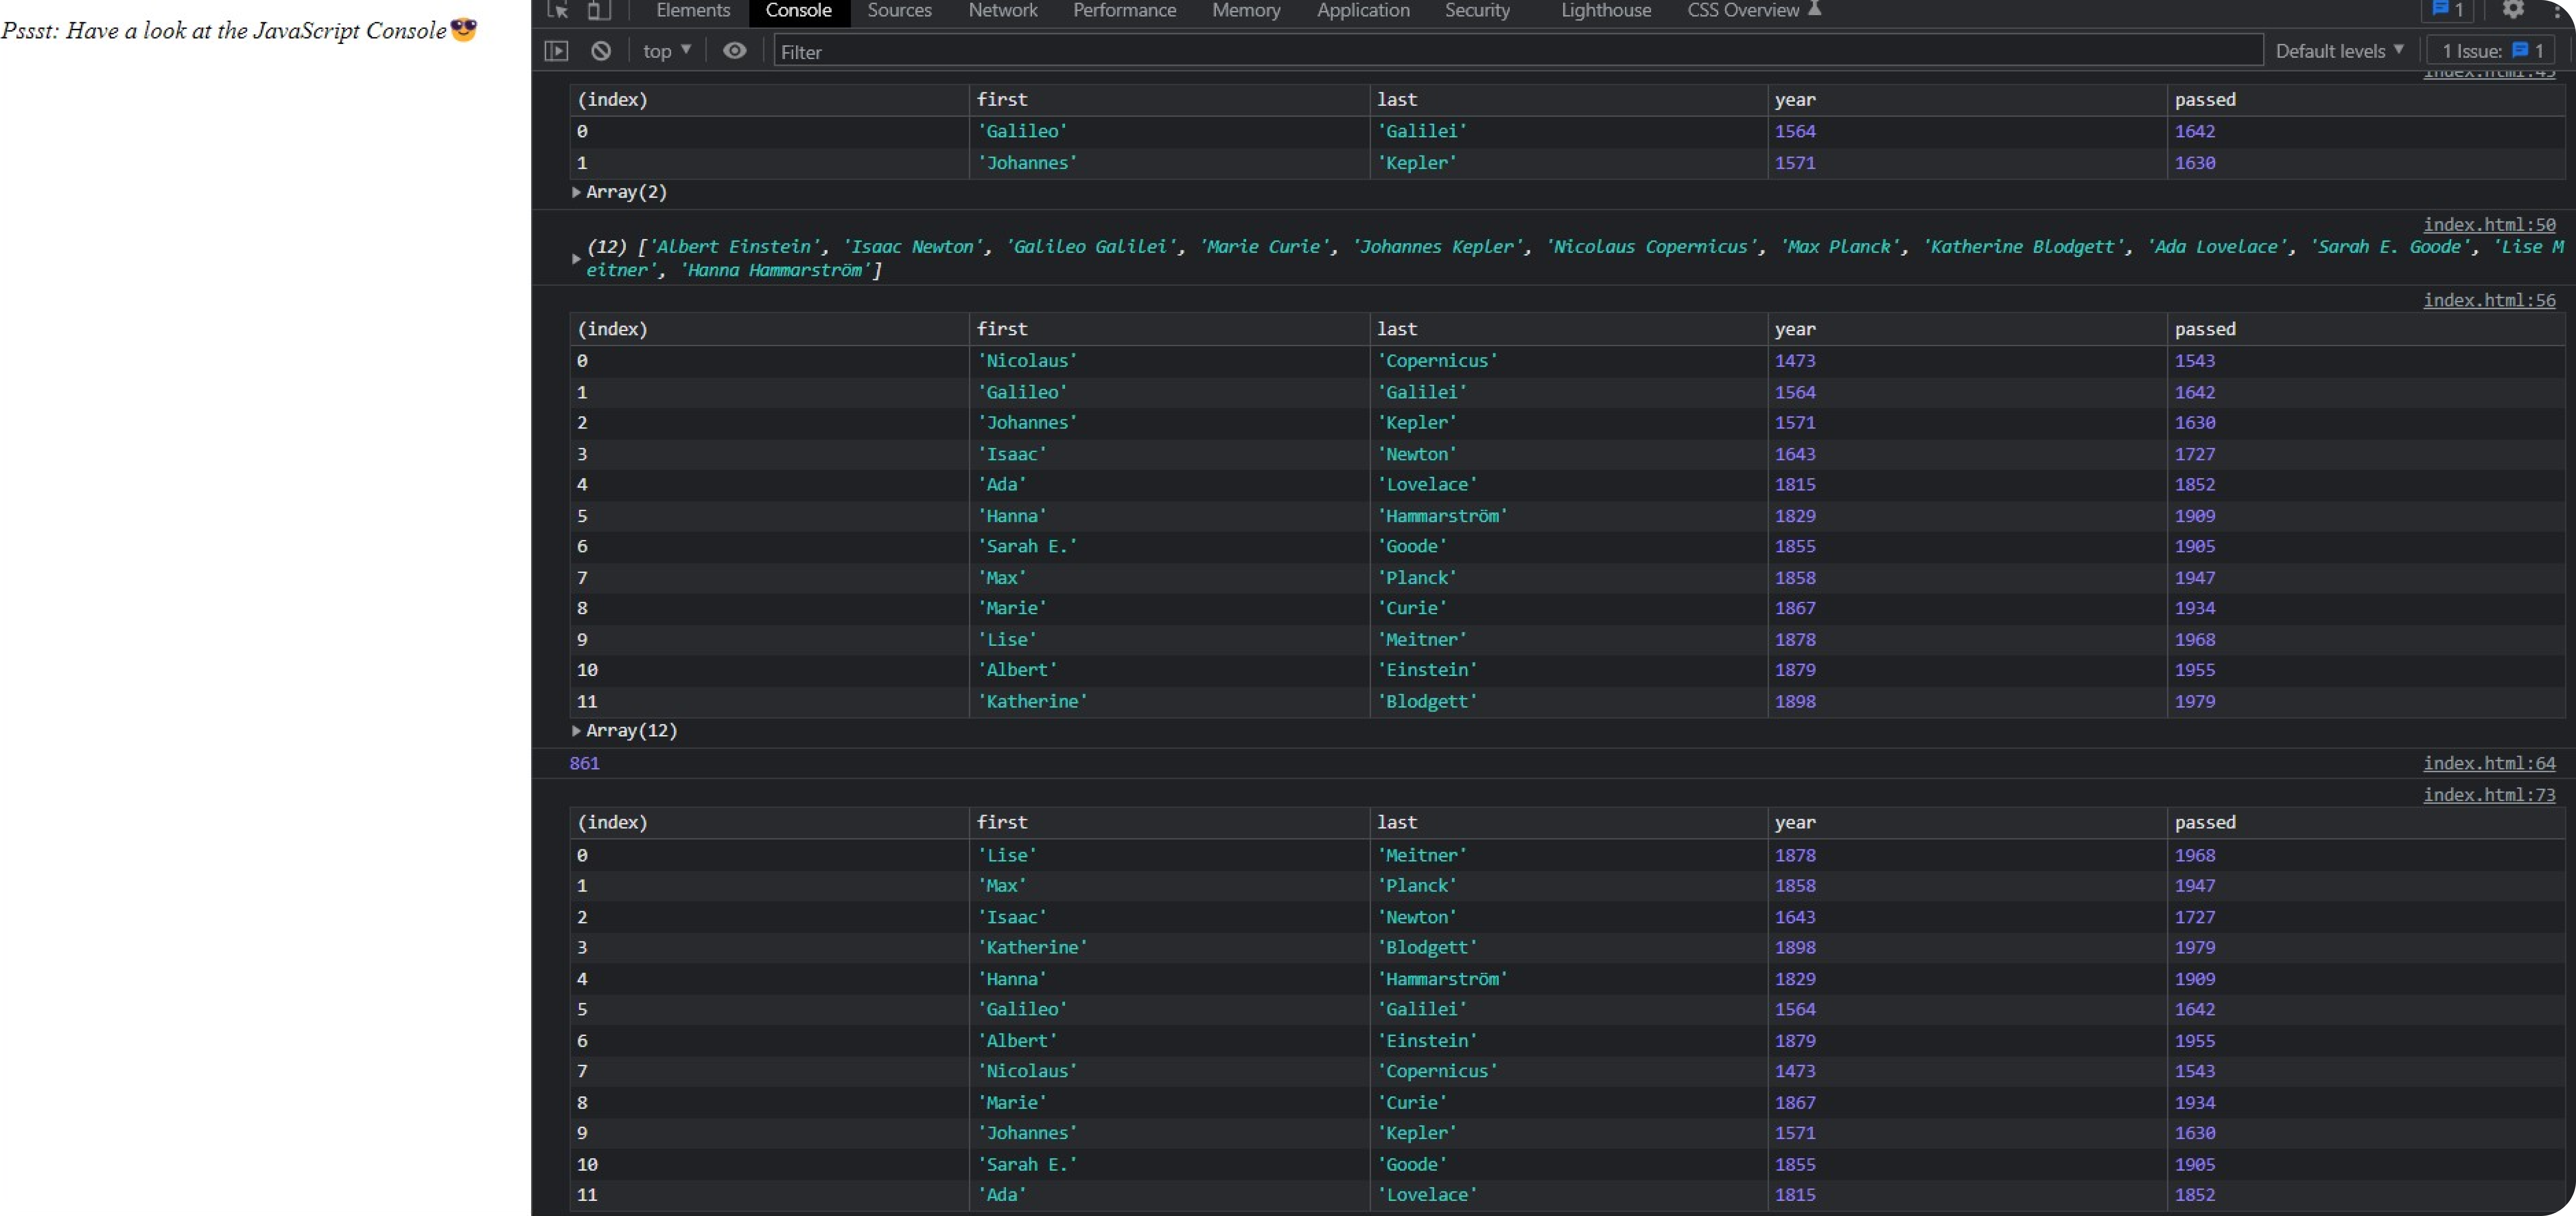 Pssst: Have a look at the JavaScript Console😎
Elements Console Sources Network Performance Memory Application Security Lighthouse CSS Overview 1
top Filter Default levels 1 Issue: 1
index.html:45
(index) first last year passed
0 'Galileo' 'Galilei' 1564 1642
1 'Johannes' 'Kepler' 1571 1630
Array(2)
index.html:50
(12) ['Albert Einstein', 'Isaac Newton', 'Galileo Galilei', 'Marie Curie', 'Johannes Kepler', 'Nicolaus Copernicus', 'Max Planck', 'Katherine Blodgett', 'Ada Lovelace', 'Sarah E. Goode', 'Lise M
eitner', 'Hanna Hammarström']
index.html:56
(index) first last year passed
0 'Nicolaus' 'Copernicus' 1473 1543
1 'Galileo' 'Galilei' 1564 1642
2 'Johannes' 'Kepler' 1571 1630
3 'Isaac' 'Newton' 1643 1727
4 'Ada' 'Lovelace' 1815 1852
5 'Hanna' 'Hammarström' 1829 1909
6 'Sarah E.' 'Goode' 1855 1905
7 'Max' 'Planck' 1858 1947
8 'Marie' 'Curie' 1867 1934
9 'Lise' 'Meitner' 1878 1968
10 'Albert' 'Einstein' 1879 1955
11 'Katherine' 'Blodgett' 1898 1979
Array(12)
861 index.html:64
index.html:73
(index) first last year passed
0 'Lise' 'Meitner' 1878 1968
1 'Max' 'Planck' 1858 1947
2 'Isaac' 'Newton' 1643 1727
3 'Katherine' 'Blodgett' 1898 1979
4 'Hanna' 'Hammarström' 1829 1909
5 'Galileo' 'Galilei' 1564 1642
6 'Albert' 'Einstein' 1879 1955
7 'Nicolaus' 'Copernicus' 1473 1543
8 'Marie' 'Curie' 1867 1934
9 'Johannes' 'Kepler' 1571 1630
10 'Sarah E.' 'Goode' 1855 1905
11 'Ada' 'Lovelace' 1815 1852